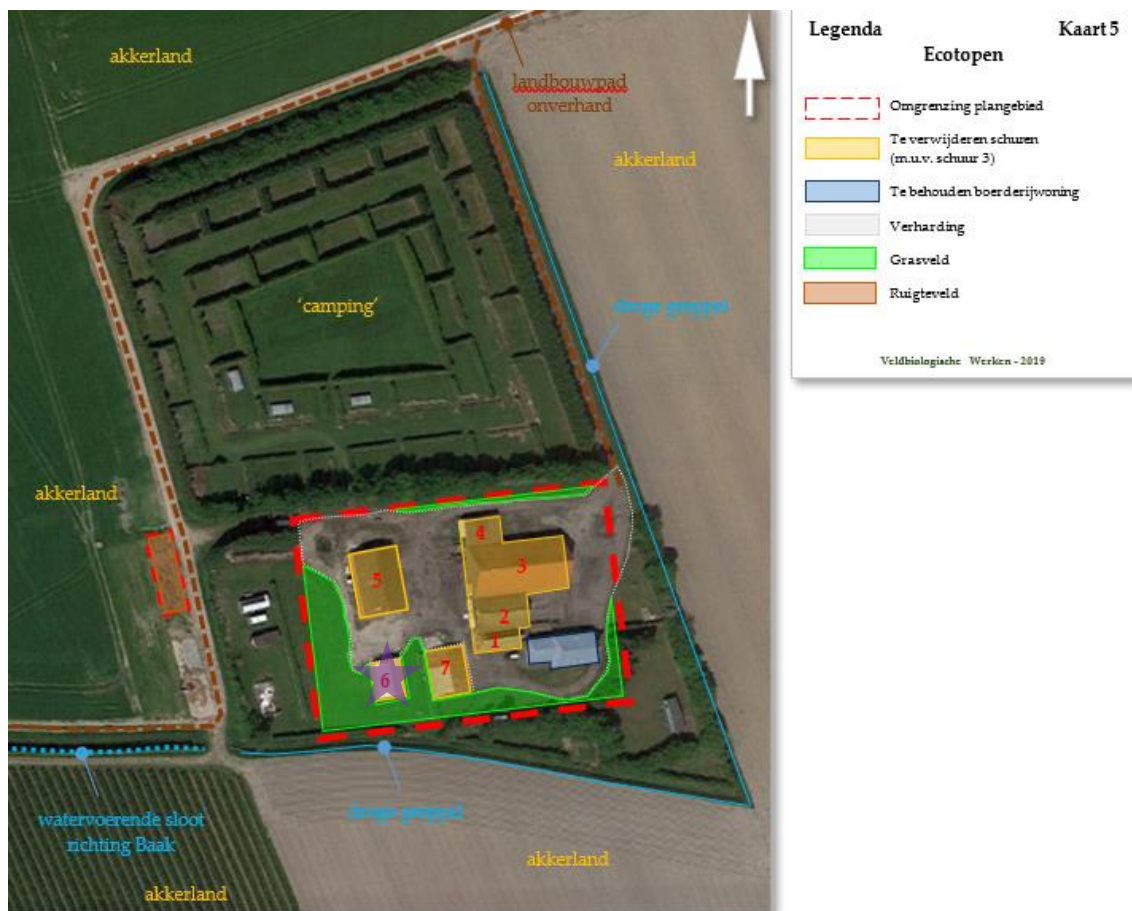 akkerland
landbouwpad
onverhard
akkerland
'camping'
droge greppel
akkerland
4
3
5
2
1
7
6
watervoerende sloot
richting Baak
droge greppel
akkerland
akkerland
Legenda Kaart 5
Ecotopen
Omgrenzing plangebied
Te verwijderen schuren
(m.u.v. schuur 3)
Te behouden boerderijwoning
Verharding
Grasveld
Ruigteveld
Veldbiologische Werken - 2019